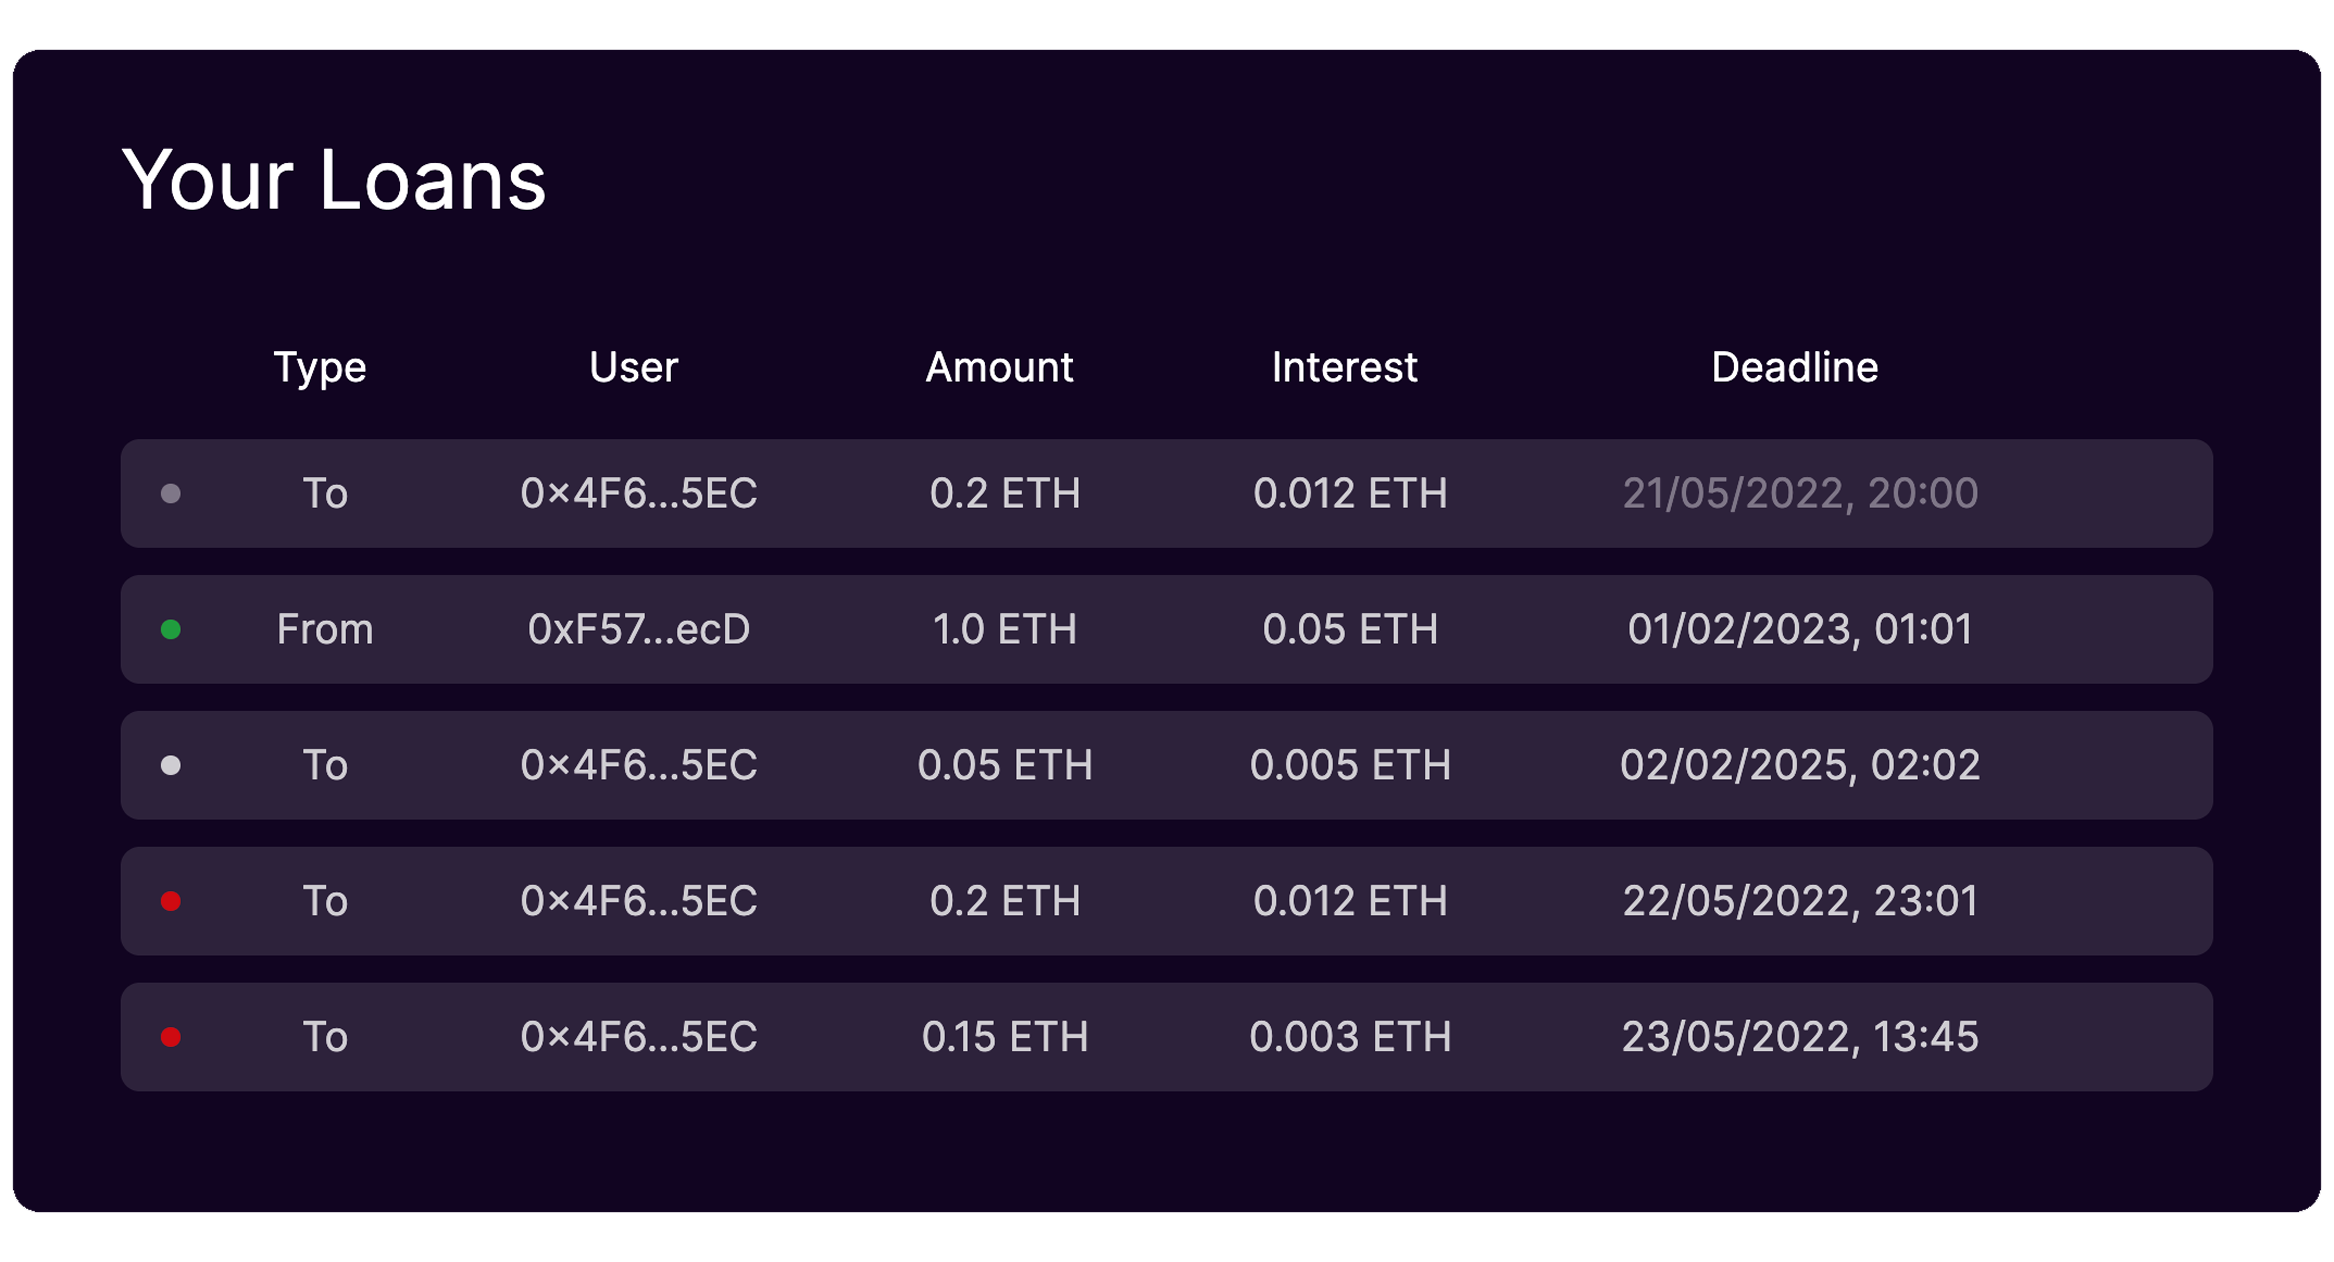 Your Loans
Type User Amount Interest Deadline
To 0×4F6...5EC 0.2 ETH 0.012 ETH 21/05/2022, 20:00
From 0xF57...ecD 1.0 ETH 0.05 ETH 01/02/2023, 01:01
To 0×4F6...5EC 0.05 ETH 0.005 ETH 02/02/2025, 02:02
To 0×4F6...5EC 0.2 ETH 0.012 ETH 22/05/2022, 23:01
To 0×4F6...5EC 0.15 ETH 0.003 ETH 23/05/2022, 13:45